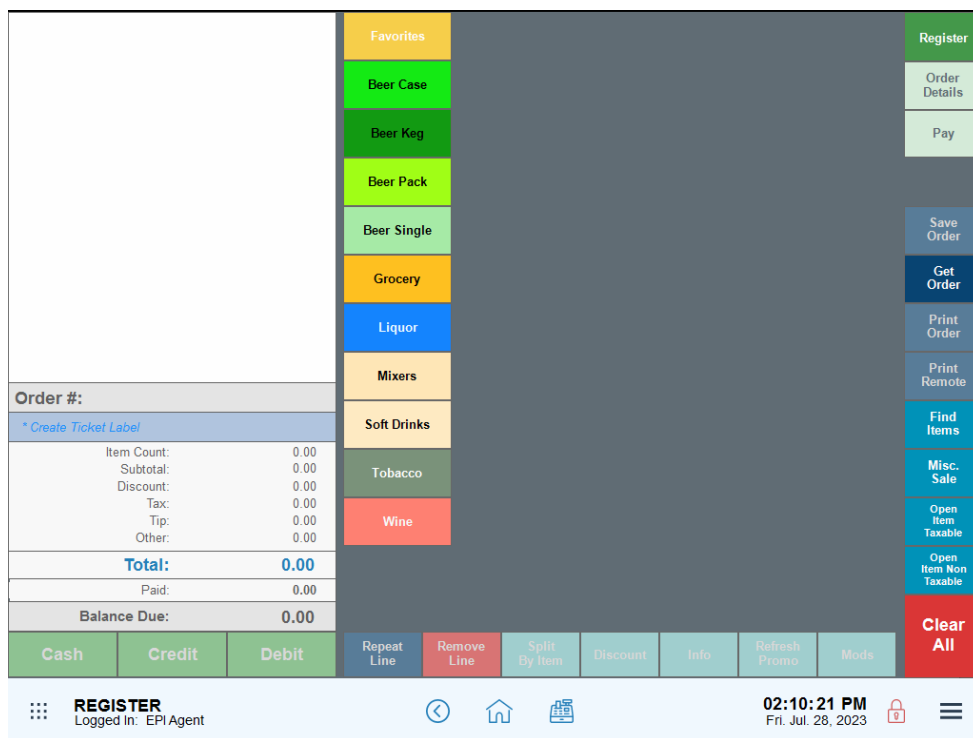 Favorites
Beer Case
Beer Keg
Beer Pack
Beer Single
Grocery
Liquor
Mixers
Soft Drinks
Tobacco
Wine
Register
Order
Details
Pay
Save
Order
Get
Order
Print
Order
Print
Remote
Find
Items
Misc.
Sale
Open
Item
Taxable
Open
Item Non
Taxable
Clear
All
Order #:
* Create Ticket Label
Item Count: 0.00
Subtotal: 0.00
Discount: 0.00
Tax: 0.00
Tip: 0.00
Other: 0.00
Total: 0.00
Paid: 0.00
Balance Due: 0.00
Cash
Credit
Debit
Repeat
Line
Remove
Line
Split
By Item
Discount
Info
Refresh
Promo
Mods
REGISTER
Logged In: EPI Agent
02:10:21 PM
Fri. Jul. 28, 2023